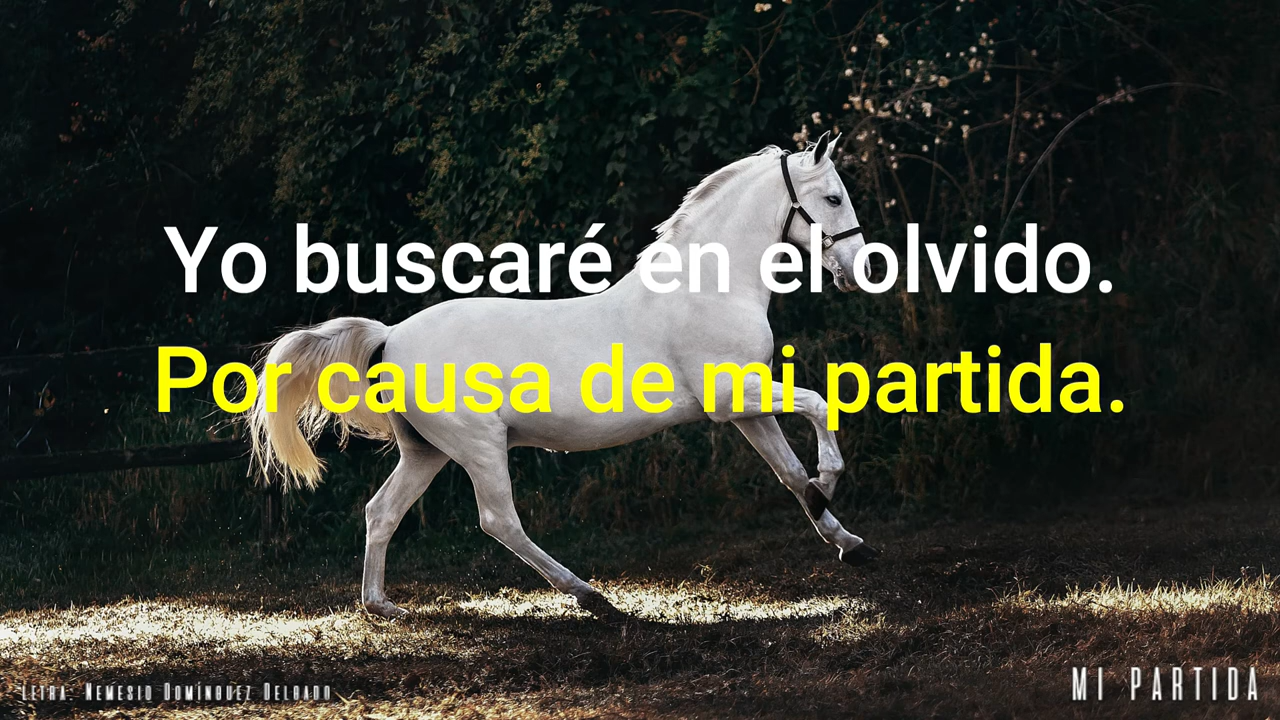 Yo buscaré en el olvido.
Por causa de mi partida.
Letra: Nemesio Domínguez Delgado
MI PARTIDA